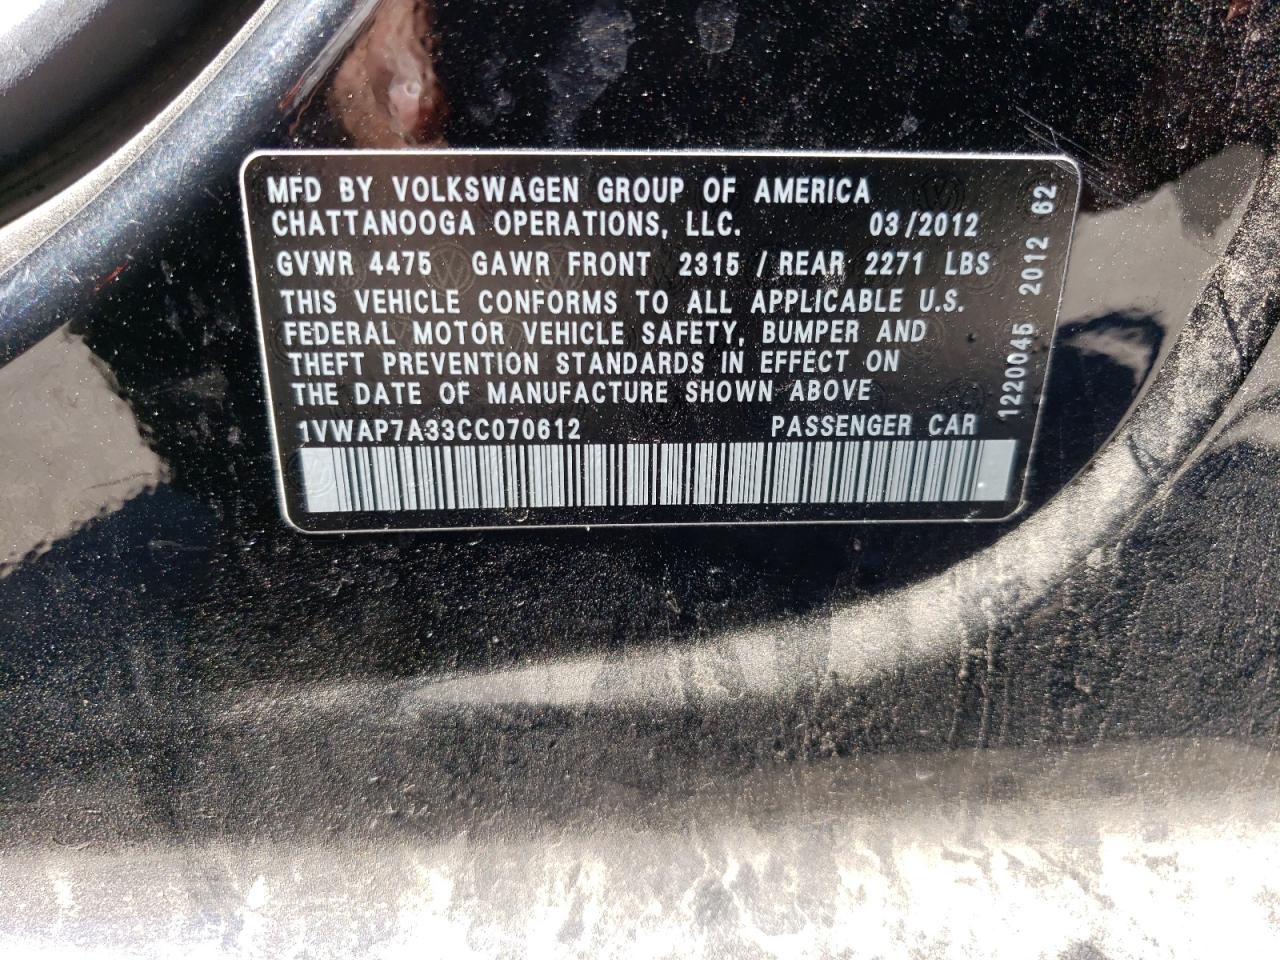 MFD BY VOLKSWAGEN GROUP OF AMERICA
CHATTANOOGA OPERATIONS, LLC. 03/2012
GVWR 4475 GAWR FRONT 2315 / REAR 2271 LBS
THIS VEHICLE CONFORMS TO ALL APPLICABLE U.S.
FEDERAL MOTOR VEHICLE SAFETY, BUMPER AND
THEFT PREVENTION STANDARDS IN EFFECT ON
THE DATE OF MANUFACTURE SHOWN ABOVE
1VWAP7A33CC070612 PASSENGER CAR
1220045 2012 62